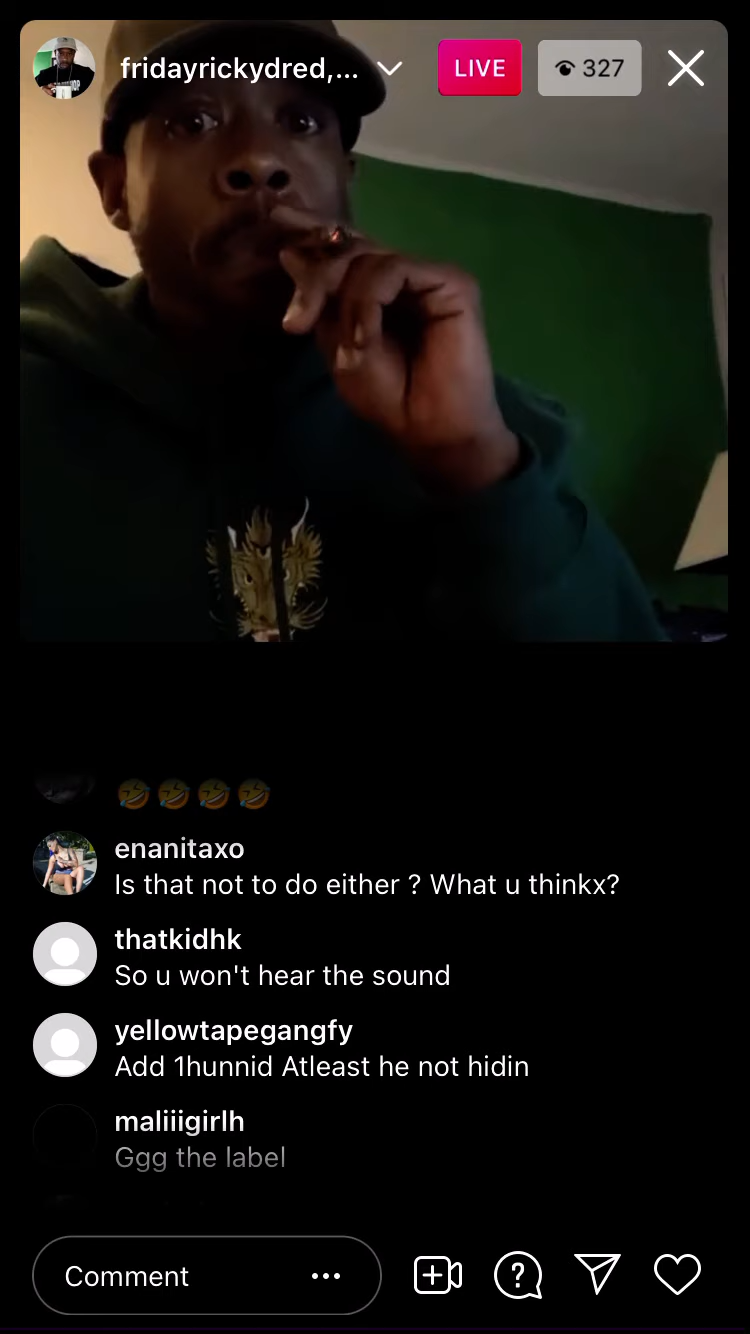 fridayrickydred,...
LIVE
327
🤣🤣🤣🤣
enanitaxo
Is that not to do either ? What u thinkx?
thatkidhk
So u won't hear the sound
yellowtapegangfy
Add 1hunnid Atleast he not hidin
maliiigirlh
Ggg the label
Comment